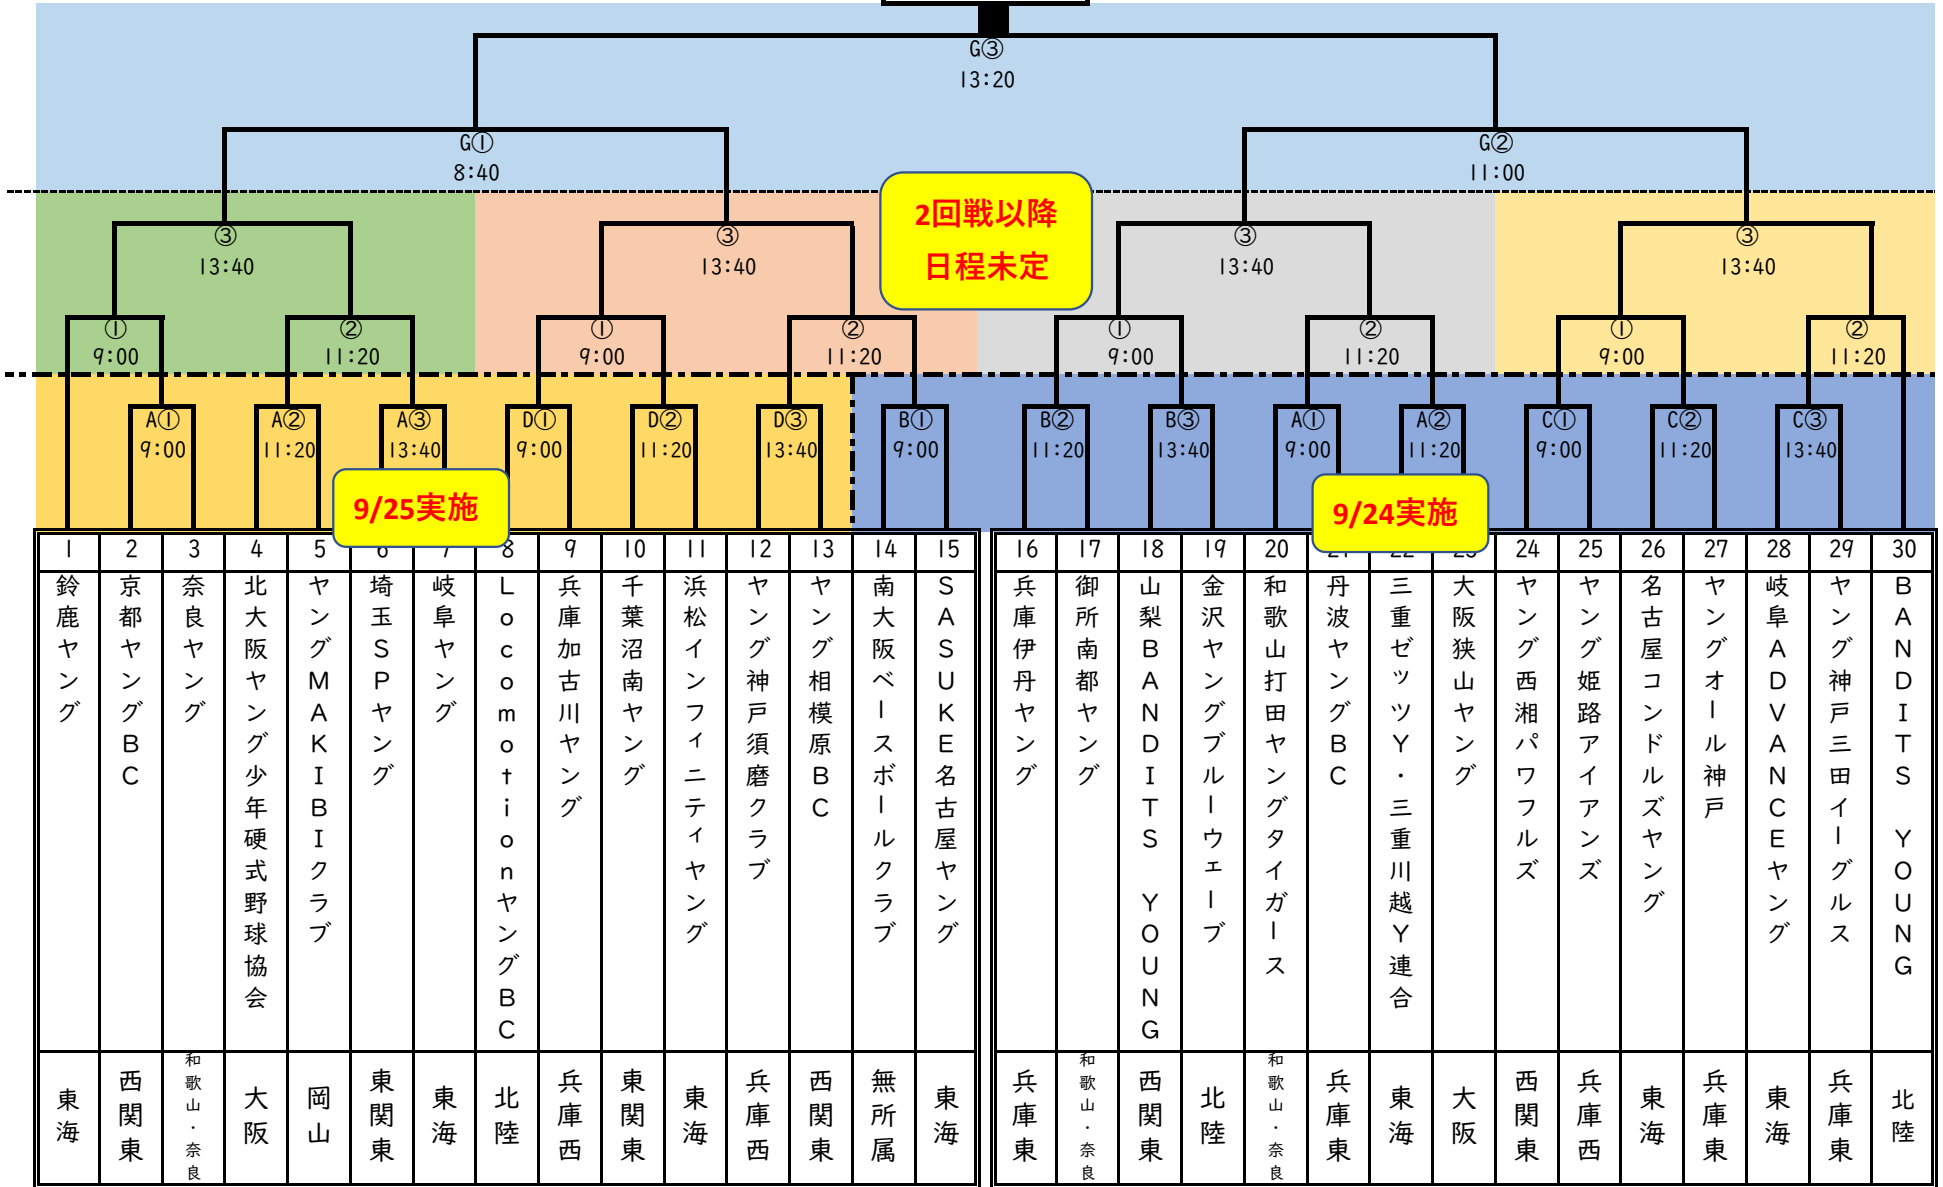 G③
13:20
G①
8:40
G②
11:00
2回戦以降
日程未定
③
13:40
③
13:40
③
13:40
③
13:40
①
9:00
②
11:20
①
9:00
②
11:20
①
9:00
②
11:20
①
9:00
②
11:20
A①
9:00
A②
11:20
A③
13:40
D①
9:00
D②
11:20
D③
13:40
B①
9:00
B②
11:20
B③
13:40
A①
9:00
A②
11:20
C①
9:00
C②
11:20
C③
13:40
9/25実施
9/24実施
1 2 3 4 5 6 7 8 9 10 11 12 13 14 15 16 17 18 19 20 21 22 23 24 25 26 27 28 29 30
鈴鹿ヤング
京都ヤングBC
奈良ヤング
北大阪ヤング少年硬式野球協会
ヤングMAKIBIクラブ
埼玉SPヤング
岐阜ヤング
LocomotionヤングBC
兵庫加古川ヤング
千葉沼南ヤング
浜松インフィニティヤング
ヤング神戸須磨クラブ
ヤング相模原BC
南大阪ベースボールクラブ
SASUKE名古屋ヤング
兵庫伊丹ヤング
御所南都ヤング
山梨BANDITS YOUNG
金沢ヤングブルーウェーブ
和歌山打田ヤングタイガース
丹波ヤングBC
三重ゼッツY・三重川越Y連合
大阪狭山ヤング
ヤング西湘パワフルズ
ヤング姫路アイアンズ
名古屋コンドルズヤング
ヤングオール神戸
岐阜ADVANCEヤング
ヤング神戸三田イーグルス
BANDITS YOUNG
東海
西関東
和歌山・奈良
大阪
岡山
東関東
東海
北陸
兵庫西
東関東
東海
兵庫西
西関東
無所属
東海
兵庫東
和歌山・奈良
西関東
北陸
和歌山・奈良
兵庫東
東海
大阪
西関東
兵庫西
東海
兵庫東
東海
兵庫東
北陸